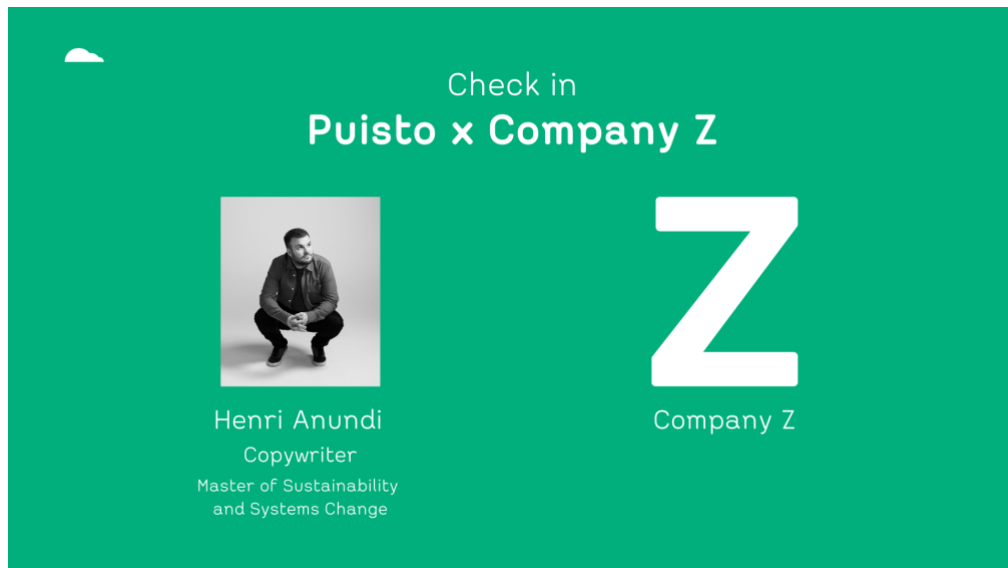 Check in
Puisto x Company Z
Henri Anundi
Copywriter
Master of Sustainability
and Systems Change
Z
Company Z